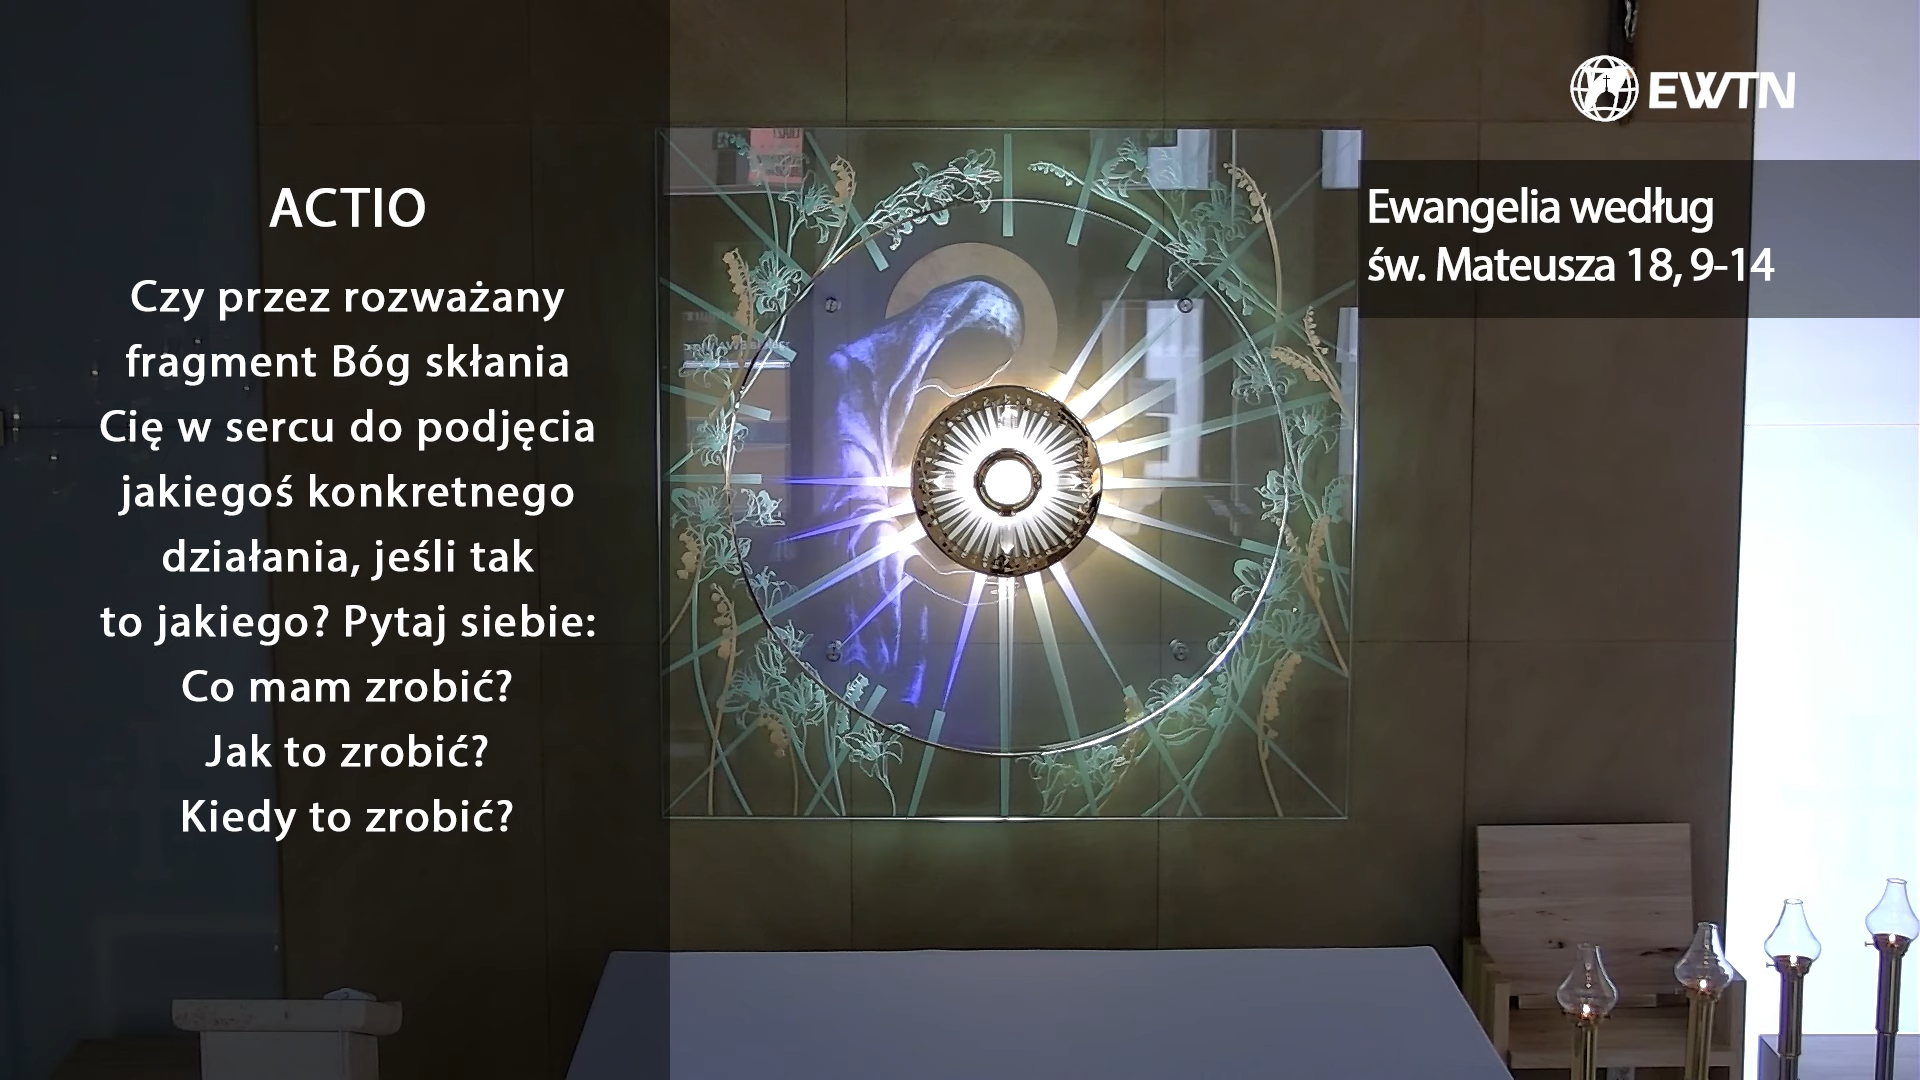 EWTN
ACTIO
Czy przez rozważany
fragment Bóg skłania
Cię w sercu do podjęcia
jakiegoś konkretnego
działania, jeśli tak
to jakiego? Pytaj siebie:
Co mam zrobić?
Jak to zrobić?
Kiedy to zrobić?
Ewangelia według
św. Mateusza 18, 9-14